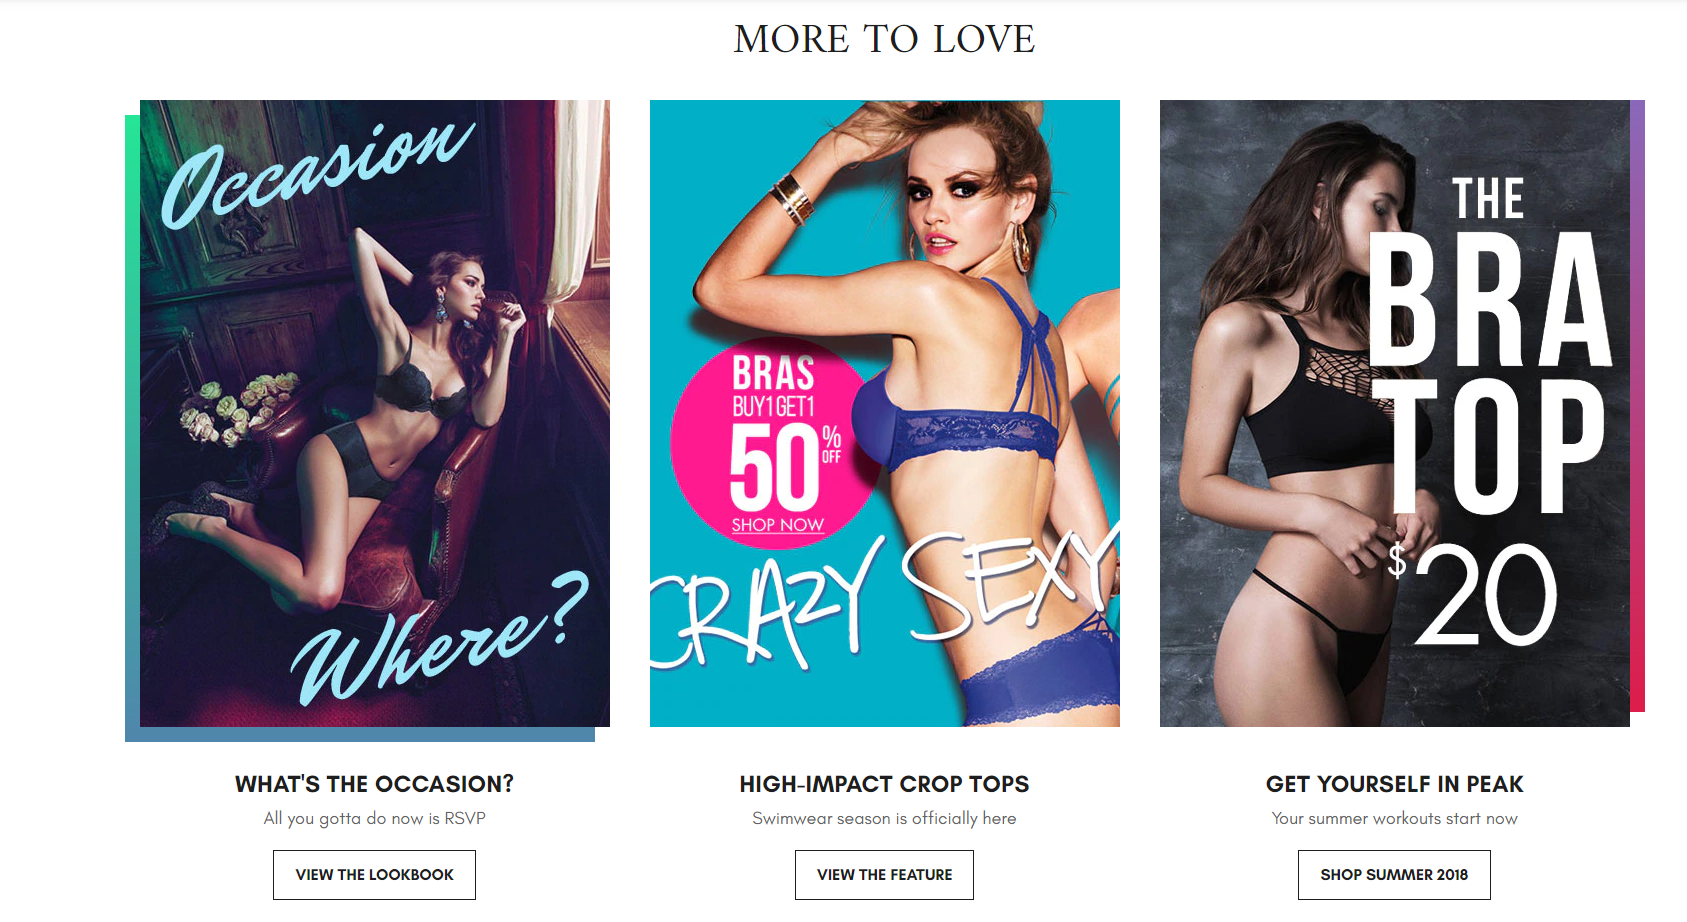 MORE TO LOVE
Occasion
Where?
BRAS
BUY1GET1
50% OFF
SHOP NOW
CRAZY SEXY
THE
BRA
TOP
$20
WHAT'S THE OCCASION?
All you gotta do now is RSVP
VIEW THE LOOKBOOK
HIGH-IMPACT CROP TOPS
Swimwear season is officially here
VIEW THE FEATURE
GET YOURSELF IN PEAK
Your summer workouts start now
SHOP SUMMER 2018